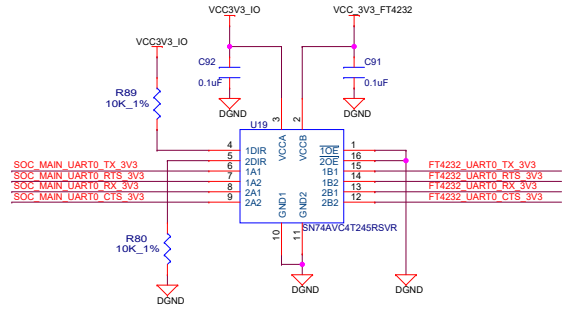 VCC3V3_IO
VCC_3V3_FT4232
VCC3V3_IO
C92
0.1uF
C91
0.1uF
DGND
DGND
R89
10K_1%
3
2
U19
VCCA
VCCB
4
1DIR
1OE
1
5
2DIR
2OE
16
SOC_MAIN_UART0_TX_3V3
6
1A1
1B1
15
FT4232_UART0_TX_3V3
SOC_MAIN_UART0_RTS_3V3
7
1A2
1B2
14
FT4232_UART0_RTS_3V3
SOC_MAIN_UART0_RX_3V3
8
2A1
2B1
13
FT4232_UART0_RX_3V3
SOC_MAIN_UART0_CTS_3V3
9
2A2
2B2
12
FT4232_UART0_CTS_3V3
GND1
GND2
SN74AVC4T245RSVR
10
11
R80
10K_1%
DGND
DGND
DGND